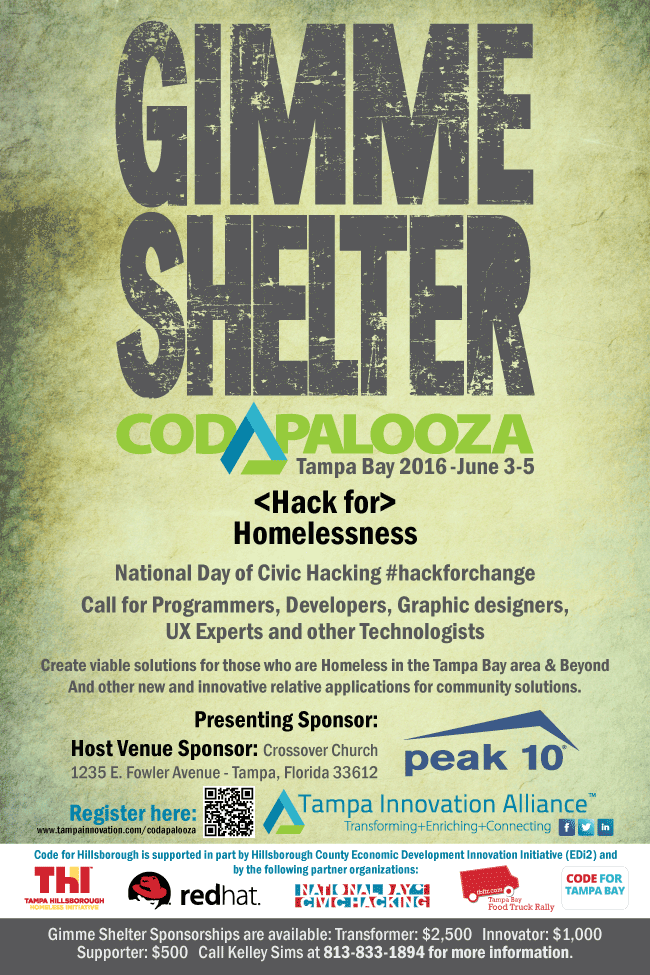 GIMME
SHELTER
CODAPALOOZA
Tampa Bay 2016 -June 3-5
<Hack for>
Homelessness
National Day of Civic Hacking #hackforchange
Call for Programmers, Developers, Graphic designers,
UX Experts and other Technologists
Create viable solutions for those who are Homeless in the Tampa Bay area & Beyond
And other new and innovative relative applications for community solutions.
Presenting Sponsor:
Host Venue Sponsor: Crossover Church
1235 E. Fowler Avenue - Tampa, Florida 33612
peak 10®
Register here:
www.tampainnovation.com/codapalooza
Tampa Innovation Alliance™
Transforming+Enriching+Connecting
Code for Hillsborough is supported in part by Hillsborough County Economic Development Innovation Initiative (EDi2) and
by the following partner organizations:
THI
TAMPA HILLSBOROUGH
HOMELESS INITIATIVE
redhat.
NATIONAL DAY OF
CIVIC HACKING
tbftr.com
Tampa Bay
Food Truck Rally
CODE FOR
TAMPA BAY
Gimme Shelter Sponsorships are available: Transformer: $2,500 Innovator: $1,000
Supporter: $500 Call Kelley Sims at 813-833-1894 for more information.